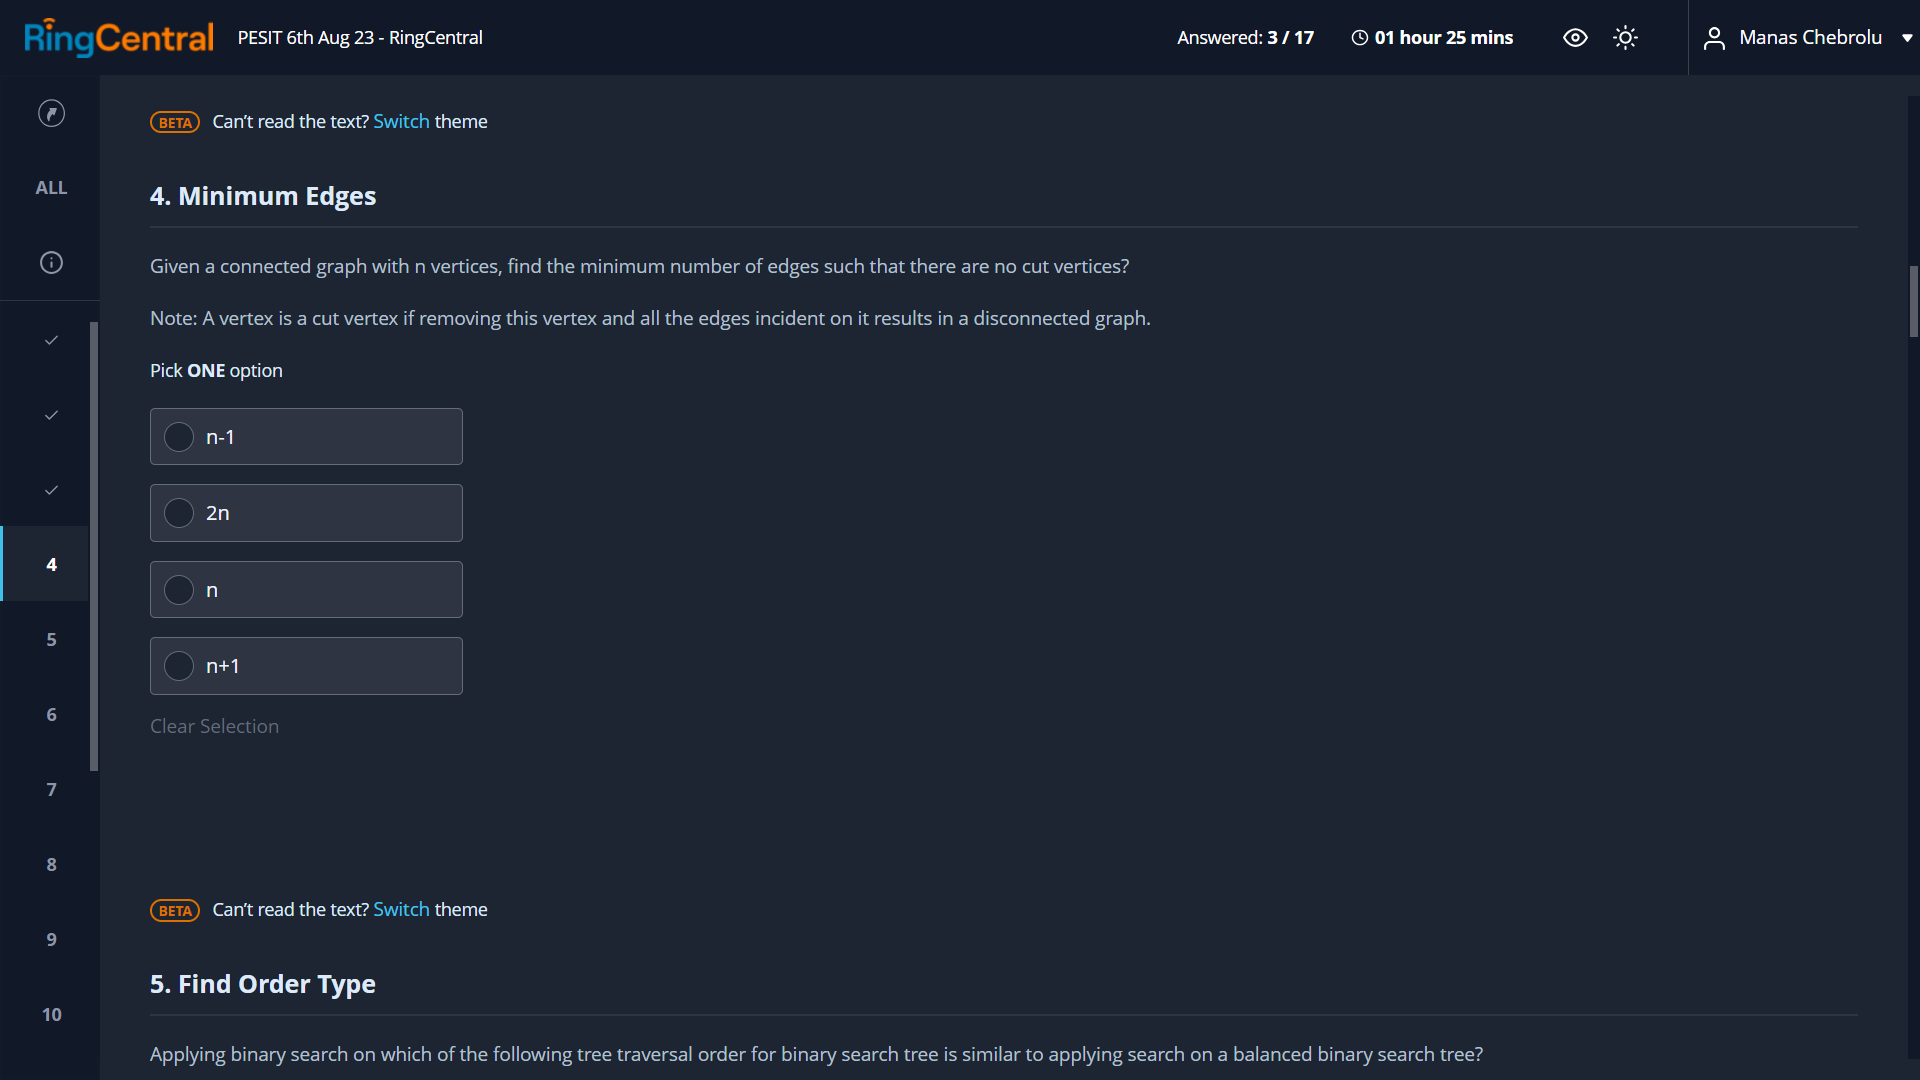 RingCentral PESIT 6th Aug 23 - RingCentral Answered: 3 / 17 01 hour 25 mins Manas Chebrolu
ALL
BETA Can't read the text? Switch theme
4. Minimum Edges
Given a connected graph with n vertices, find the minimum number of edges such that there are no cut vertices?
Note: A vertex is a cut vertex if removing this vertex and all the edges incident on it results in a disconnected graph.
Pick ONE option
n-1
2n
n
n+1
Clear Selection
4
5
6
7
8
9
10
BETA Can't read the text? Switch theme
5. Find Order Type
Applying binary search on which of the following tree traversal order for binary search tree is similar to applying search on a balanced binary search tree?